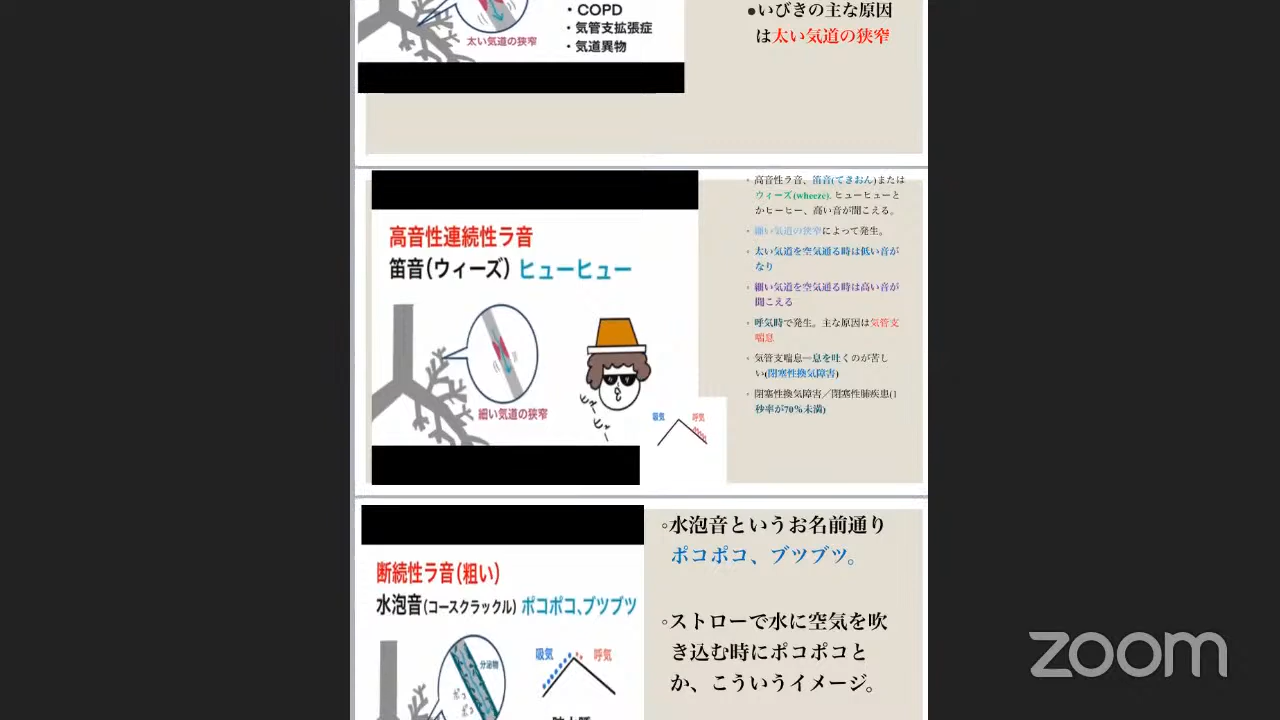 ・COPD
・気管支拡張症
・気道異物
太い気道の狭窄
●いびきの主な原因
は太い気道の狭窄
高音性連続性ラ音
笛音(ウィーズ) ヒューヒュー
細い気道の狭窄
ヒューヒュー
吸気 呼気
・高音性ラ音、笛音(てきおん)または
ウィーズ(wheeze). ヒューヒューと
かヒーヒー、高い音が聞こえる。
・細い気道の狭窄によって発生。
・太い気道を空気通る時は低い音が
なり
・細い気道を空気通る時は高い音が
聞こえる
・呼気時で発生。主な原因は気管支
喘息
・気管支喘息—息を吐くのが苦し
い(閉塞性換気障害)
・閉塞性換気障害／閉塞性肺疾患(1
秒率が70%未満)
断続性ラ音(粗い)
水泡音(コースクラックル) ポコポコ、ブツブツ
分泌物
ポコ
ポコ
吸気 呼気
◦水泡音というお名前通り
ポコポコ、ブツブツ。
◦ストローで水に空気を吹
き込む時にポコポコと
か、こういうイメージ。
zoom